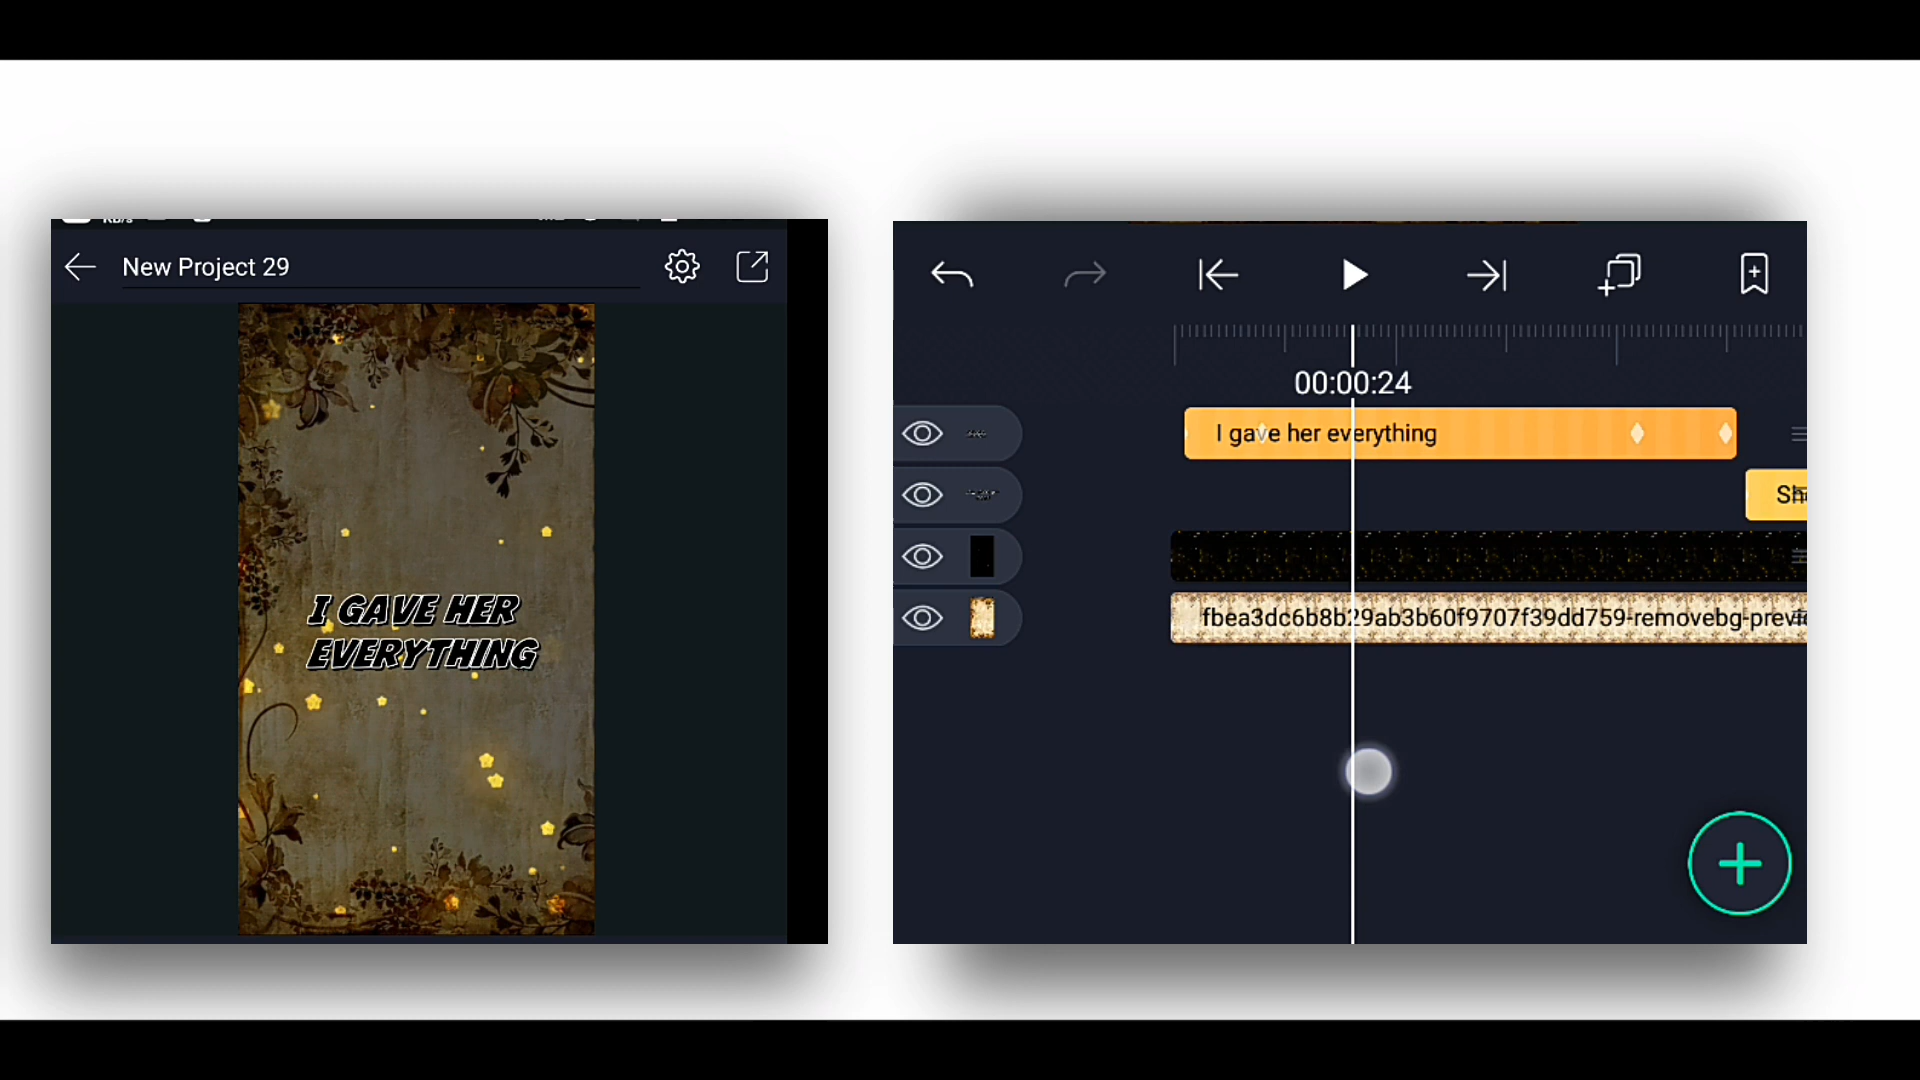 New Project 29
I GAVE HER
EVERYTHING
00:00:24
I gave her everything
fbea3dc6b8b29ab3b60f9707f39dd759-removebg-previ